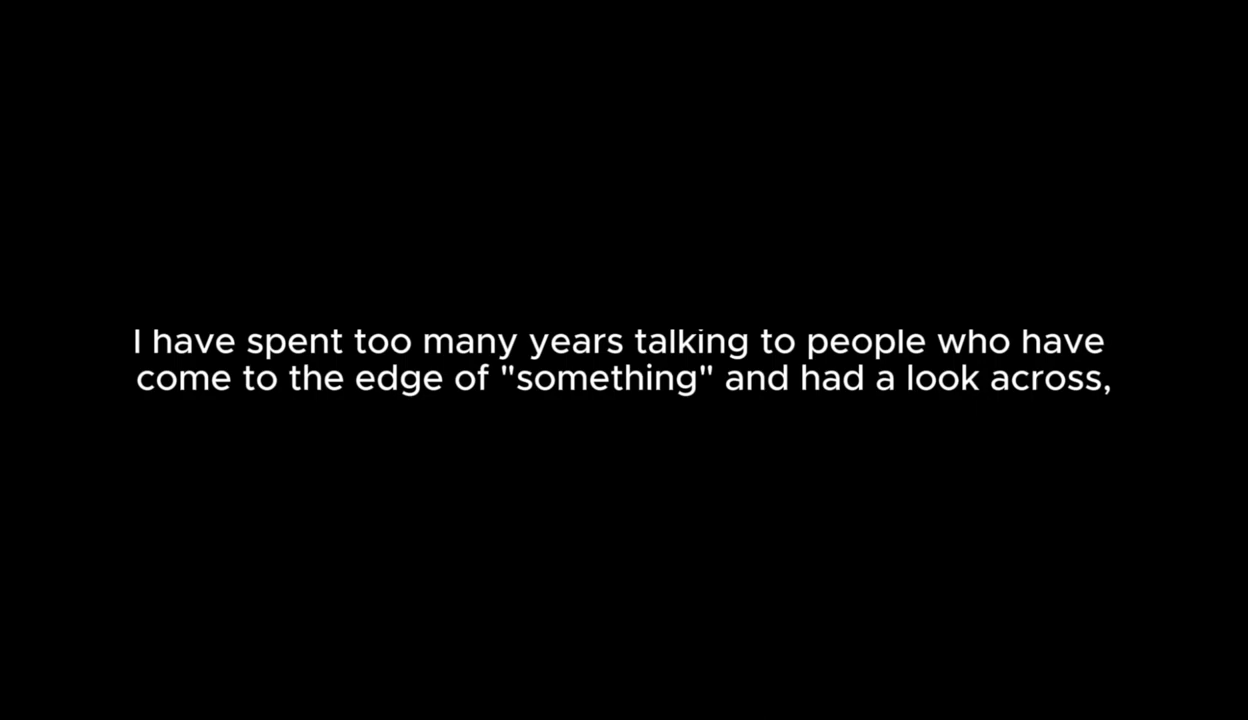 I have spent too many years talking to people who have
come to the edge of "something" and had a look across,